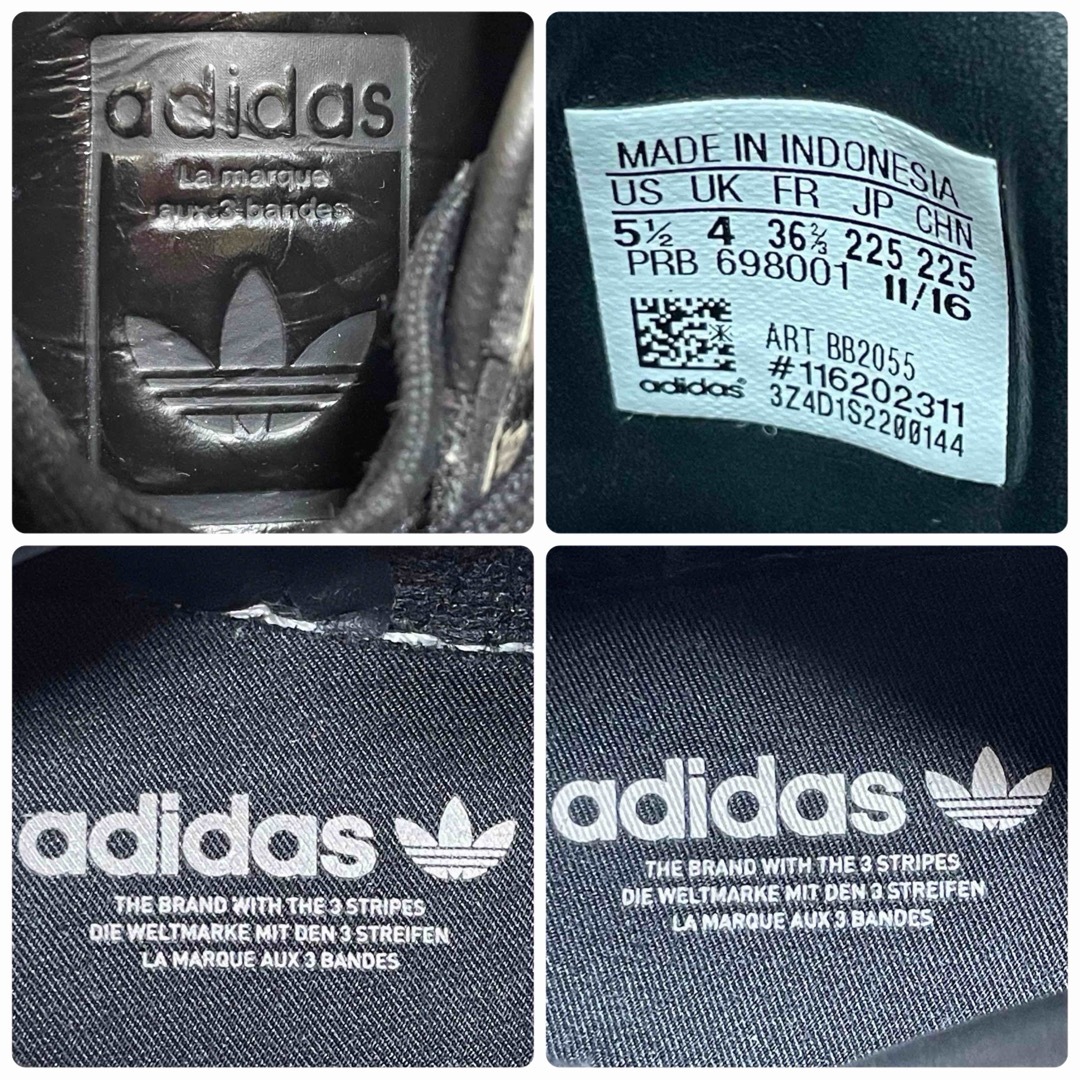 adidas
La marque
aux 3 bandes
MADE IN INDONESIA
US UK FR JP CHN
5½ 4 36⅔ 225 225
PRB 698001 11/16
ART BB2055
#116202311
3Z4D1S2200144
adidas®
adidas
THE BRAND WITH THE 3 STRIPES
DIE WELTMARKE MIT DEN 3 STREIFEN
LA MARQUE AUX 3 BANDES
adidas
THE BRAND WITH THE 3 STRIPES
DIE WELTMARKE MIT DEN 3 STREIFEN
LA MARQUE AUX 3 BANDES